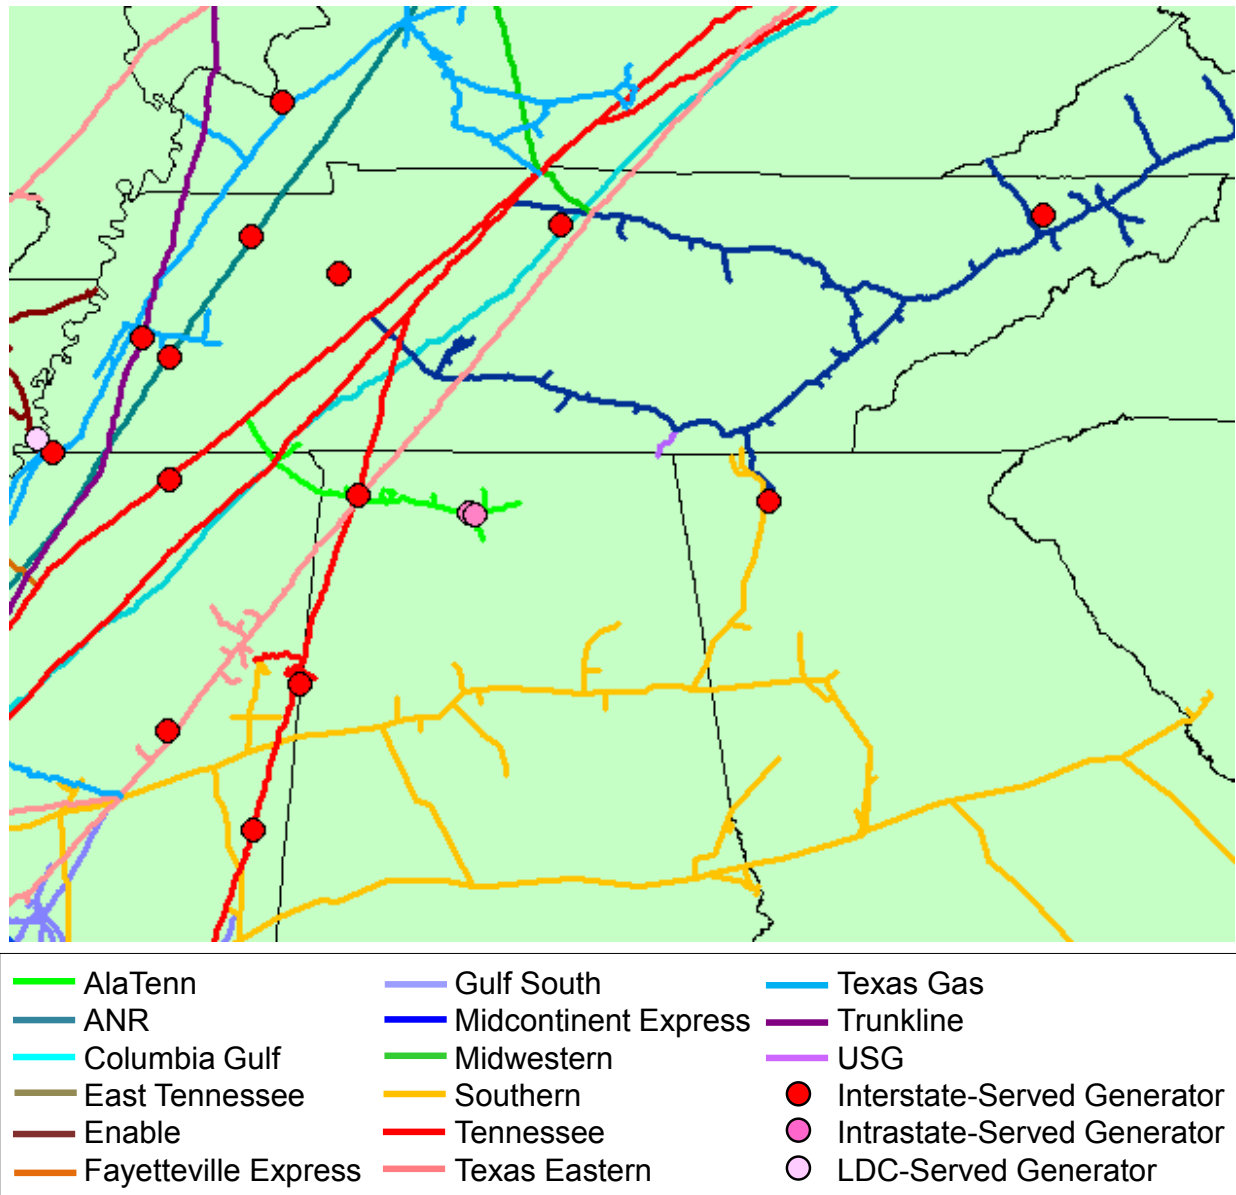 AlaTenn
ANR
Columbia Gulf
East Tennessee
Enable
Fayetteville Express
Gulf South
Midcontinent Express
Midwestern
Southern
Tennessee
Texas Eastern
Texas Gas
Trunkline
USG
Interstate-Served Generator
Intrastate-Served Generator
LDC-Served Generator